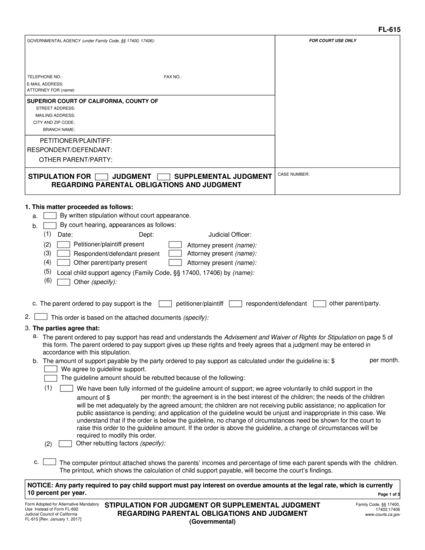 FL-615
GOVERNMENTAL AGENCY (under Family Code, §§ 17400, 17406):
FOR COURT USE ONLY
TELEPHONE NO.:
FAX NO.:
E-MAIL ADDRESS:
ATTORNEY FOR (name):
SUPERIOR COURT OF CALIFORNIA, COUNTY OF
STREET ADDRESS:
MAILING ADDRESS:
CITY AND ZIP CODE:
BRANCH NAME:
PETITIONER/PLAINTIFF:
RESPONDENT/DEFENDANT:
OTHER PARENT/PARTY:
STIPULATION FOR JUDGMENT SUPPLEMENTAL JUDGMENT
REGARDING PARENTAL OBLIGATIONS AND JUDGMENT
CASE NUMBER:
1. This matter proceeded as follows:
a. By written stipulation without court appearance.
b. By court hearing, appearances as follows:
(1) Date: Dept: Judicial Officer:
(2) Petitioner/plaintiff present Attorney present (name):
(3) Respondent/defendant present Attorney present (name):
(4) Other parent/party present Attorney present (name):
(5) Local child support agency (Family Code, §§ 17400, 17406) by (name):
(6) Other (specify):
c. The parent ordered to pay support is the petitioner/plaintiff respondent/defendant other parent/party.
2. This order is based on the attached documents (specify):
3. The parties agree that:
a. The parent ordered to pay support has read and understands the Advisement and Waiver of Rights for Stipulation on page 5 of
this form. The parent ordered to pay support gives up these rights and freely agrees that a judgment may be entered in
accordance with this stipulation.
b. The amount of support payable by the party ordered to pay support as calculated under the guideline is: $ per month.
We agree to guideline support.
The guideline amount should be rebutted because of the following:
(1) We have been fully informed of the guideline amount of support; we agree voluntarily to child support in the
amount of $ per month; the agreement is in the best interest of the children; the needs of the children
will be met adequately by the agreed amount; the children are not receiving public assistance; no application for
public assistance is pending; and application of the guideline would be unjust and inappropriate in this case. We
understand that if the order is below the guideline, no change of circumstances need be shown for the court to
raise this order to the guideline amount. If the order is above the guideline, a change of circumstances will be
required to modify this order.
(2) Other rebutting factors (specify):
c. The computer printout attached shows the parents' incomes and percentage of time each parent spends with the children.
The printout, which shows the calculation of child support payable, will become the court's findings.
NOTICE: Any party required to pay child support must pay interest on overdue amounts at the legal rate, which is currently
10 percent per year.
Page 1 of 5
Form Adopted for Alternative Mandatory
Use Instead of Form FL-692
Judicial Council of California
FL-615 [Rev. January 1, 2017]
STIPULATION FOR JUDGMENT OR SUPPLEMENTAL JUDGMENT
REGARDING PARENTAL OBLIGATIONS AND JUDGMENT
(Governmental)
Family Code, §§ 17400,
17402,17406
www.courts.ca.gov